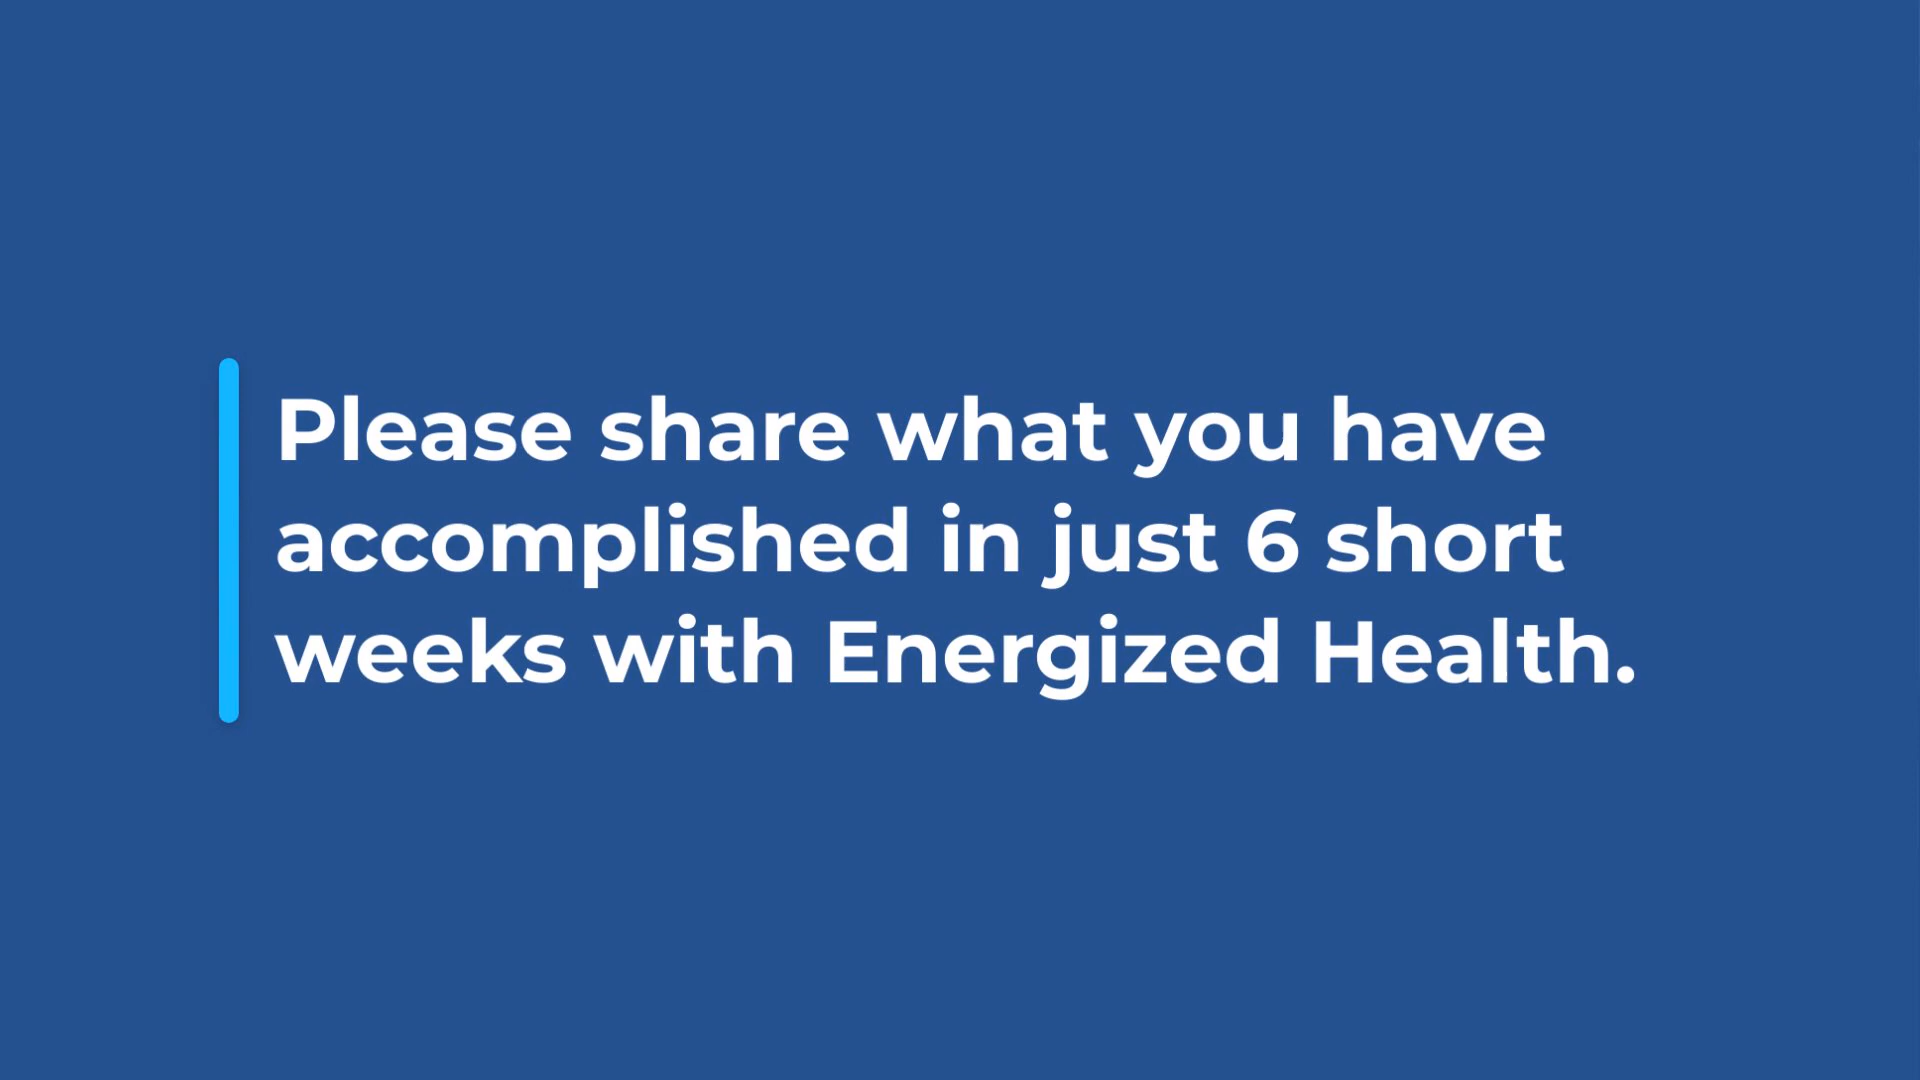 Please share what you have
accomplished in just 6 short
weeks with Energized Health.